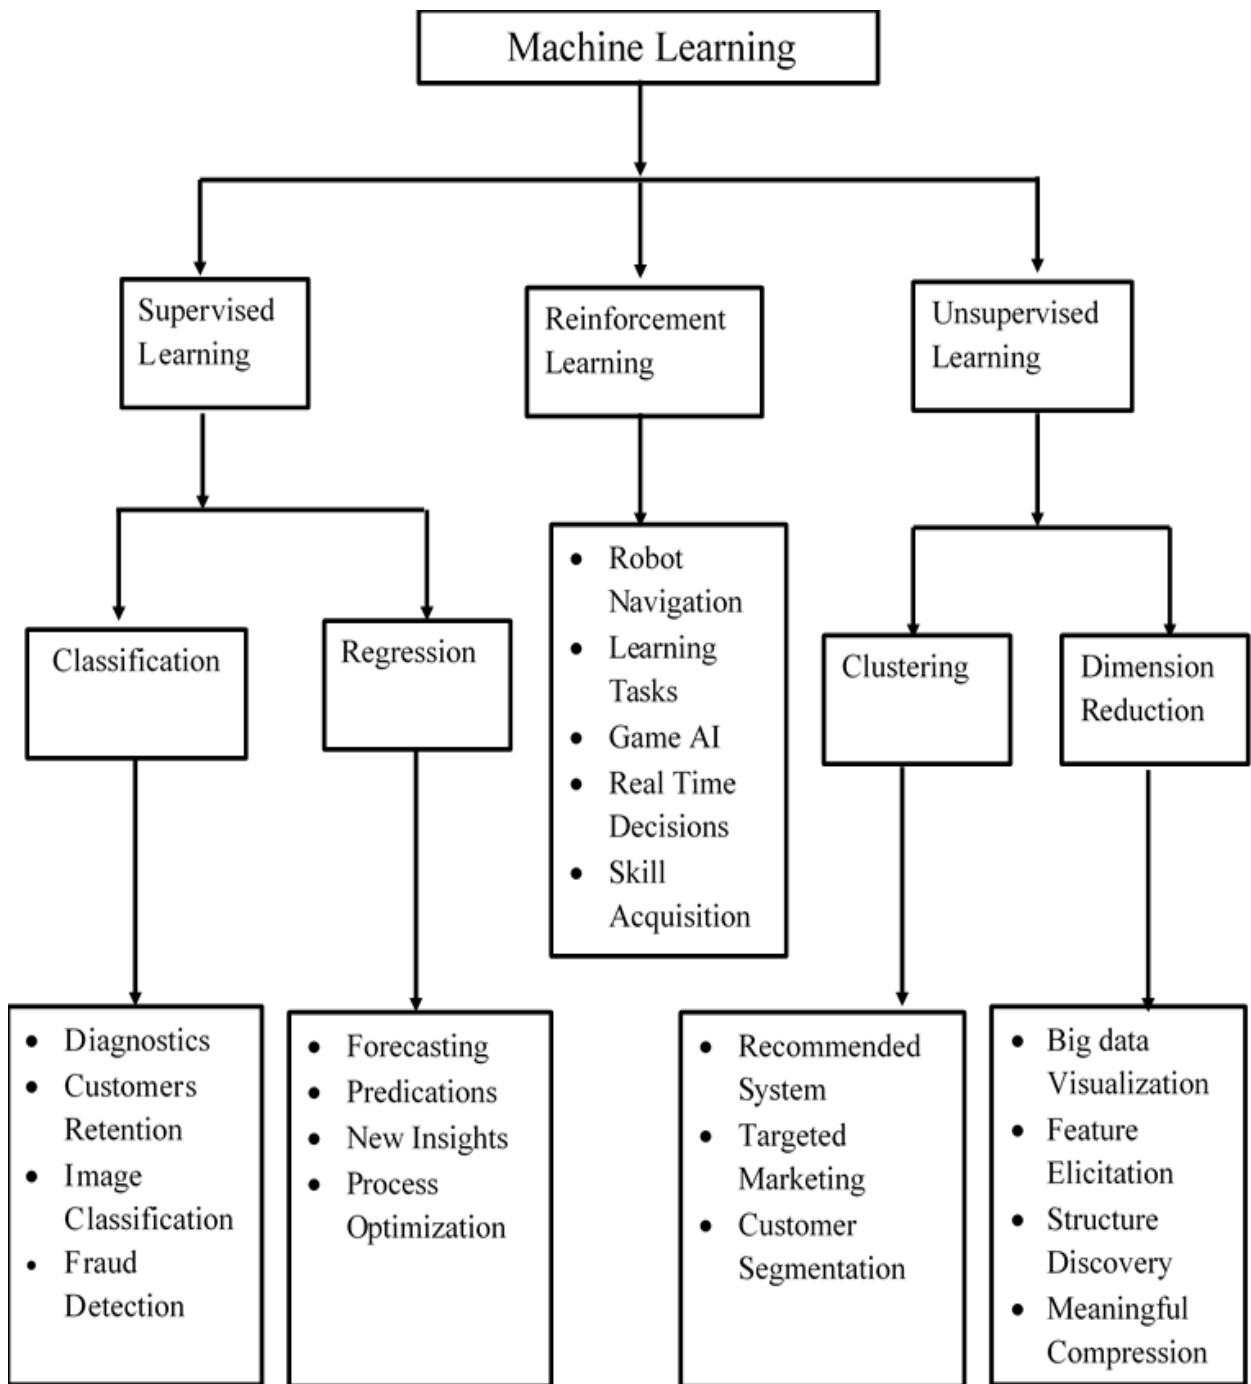 Machine Learning
Supervised
Learning
Reinforcement
Learning
Unsupervised
Learning
Classification
Regression
• Robot
Navigation
• Learning
Tasks
• Game AI
• Real Time
Decisions
• Skill
Acquisition
Clustering
Dimension
Reduction
• Diagnostics
• Customers
Retention
• Image
Classification
• Fraud
Detection
• Forecasting
• Predications
• New Insights
• Process
Optimization
• Recommended
System
• Targeted
Marketing
• Customer
Segmentation
• Big data
Visualization
• Feature
Elicitation
• Structure
Discovery
• Meaningful
Compression